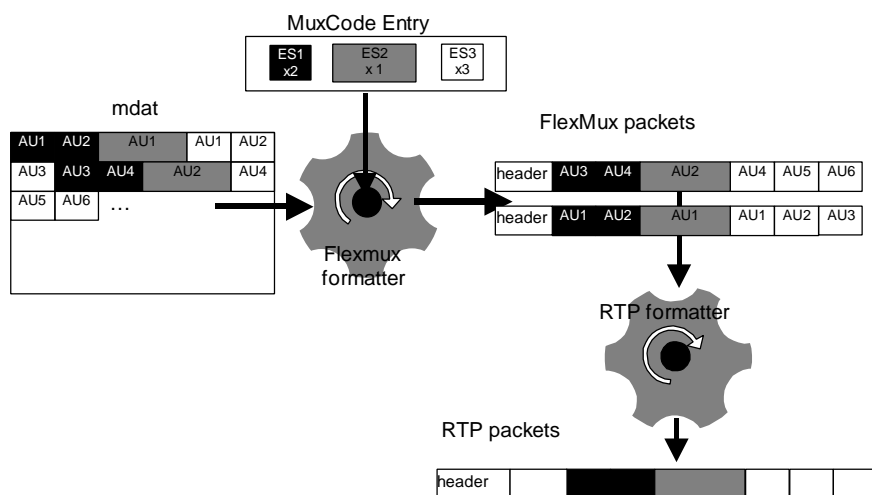 MuxCode Entry
ES1 ES2 ES3
x2 x 1 x3
mdat
FlexMux packets
AU1 AU2 AU1 AU1 AU2
AU3 AU3 AU4 AU2 AU4
AU5 AU6 ...
header AU3 AU4 AU2 AU4 AU5 AU6
header AU1 AU2 AU1 AU1 AU2 AU3
Flexmux
formatter
RTP formatter
RTP packets
header